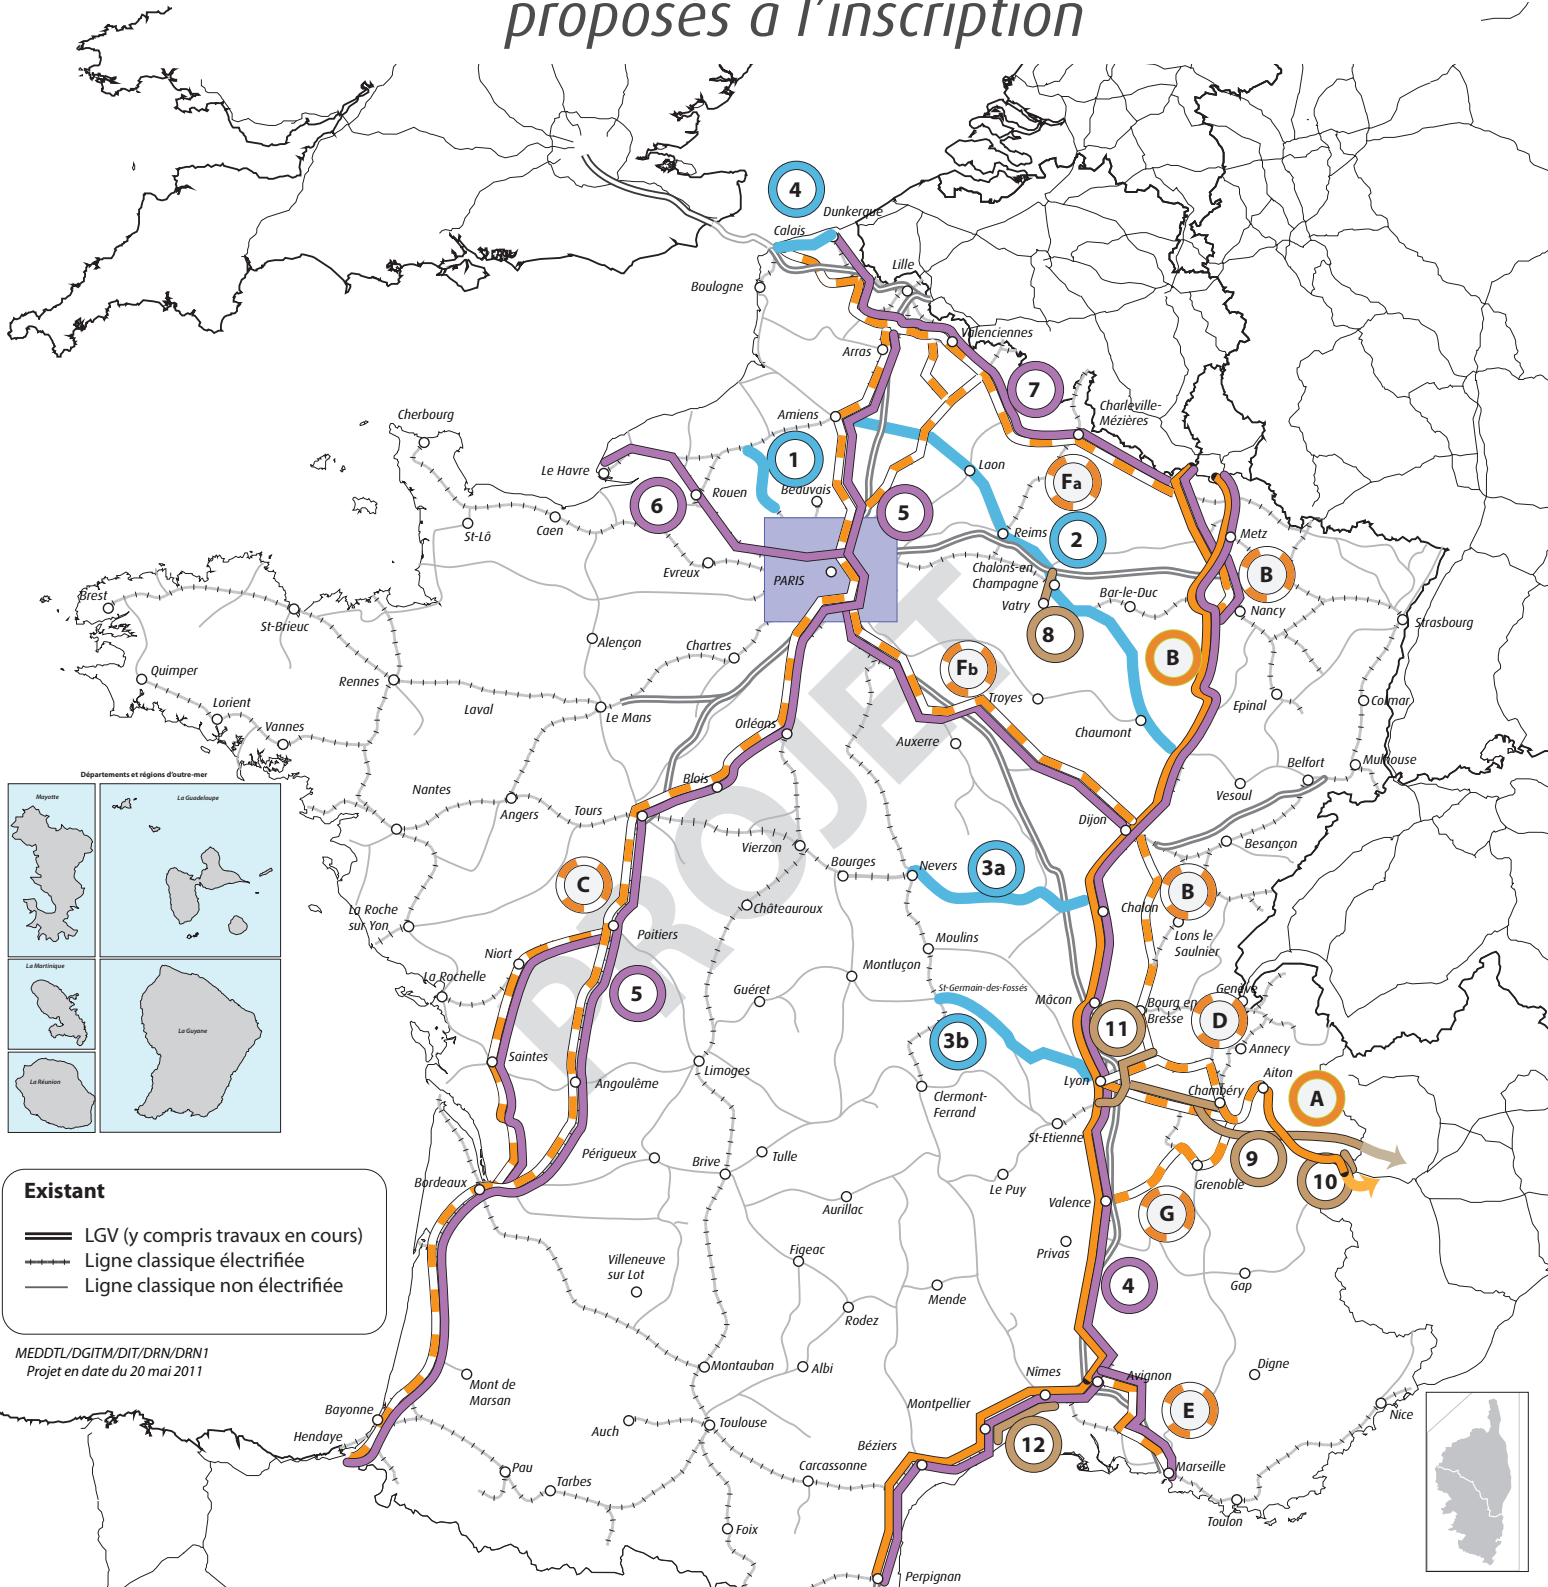 proposés à l'inscription
4
Dunkerque
Calais
Lille
Boulogne
Valenciennes
Arras
7
Charleville-
Mézières
Cherbourg
Amiens
1
Laon
Le Havre
Rouen
Beauvais
Fa
6
5
St-Lô
Caen
Reims
2
Metz
Evreux
PARIS
Chalons-en
Champagne
B
Brest
St-Brieuc
Vatry
Bar-le-Duc
Nancy
8
Strasbourg
Alençon
Chartres
Quimper
Rennes
B
Fb
Lorient
Laval
Le Mans
Troyes
Epinal
Colmar
Vannes
Orléans
Auxerre
Chaumont
PROJET
Départements et régions d'outre-mer
Blois
Belfort
Mulhouse
Mayotte
La Guadeloupe
Nantes
Angers
Tours
Vesoul
Dijon
Vierzon
Besançon
Bourges
Nevers
3a
C
B
La Roche
sur Yon
Châteauroux
Chalon
Poitiers
Lons le
Saulnier
Niort
Moulins
La Martinique
La Rochelle
Montluçon
5
Guéret
St-Germain-des-Fossés
Mâcon
Genève
Bourg en
Bresse
La Guyane
11
D
3b
Annecy
Saintes
Limoges
Lyon
Aiton
La Réunion
Angoulême
Clermont-
Ferrand
Chambéry
A
St-Etienne
Périgueux
Brive
Tulle
9
Existant
Bordeaux
Le Puy
Grenoble
10
Aurillac
Valence
G
LGV (y compris travaux en cours)
Ligne classique électrifiée
Ligne classique non électrifiée
Villeneuve
sur Lot
Figeac
Privas
Mende
4
Gap
Rodez
MEDDTL/DGITM/DIT/DRN/DRN1
Projet en date du 20 mai 2011
Montauban
Albi
Nîmes
Avignon
Digne
Mont de
Marsan
Montpellier
Bayonne
E
Nice
Auch
Toulouse
Hendaye
Béziers
12
Pau
Carcassonne
Marseille
Tarbes
Toulon
Foix
Perpignan